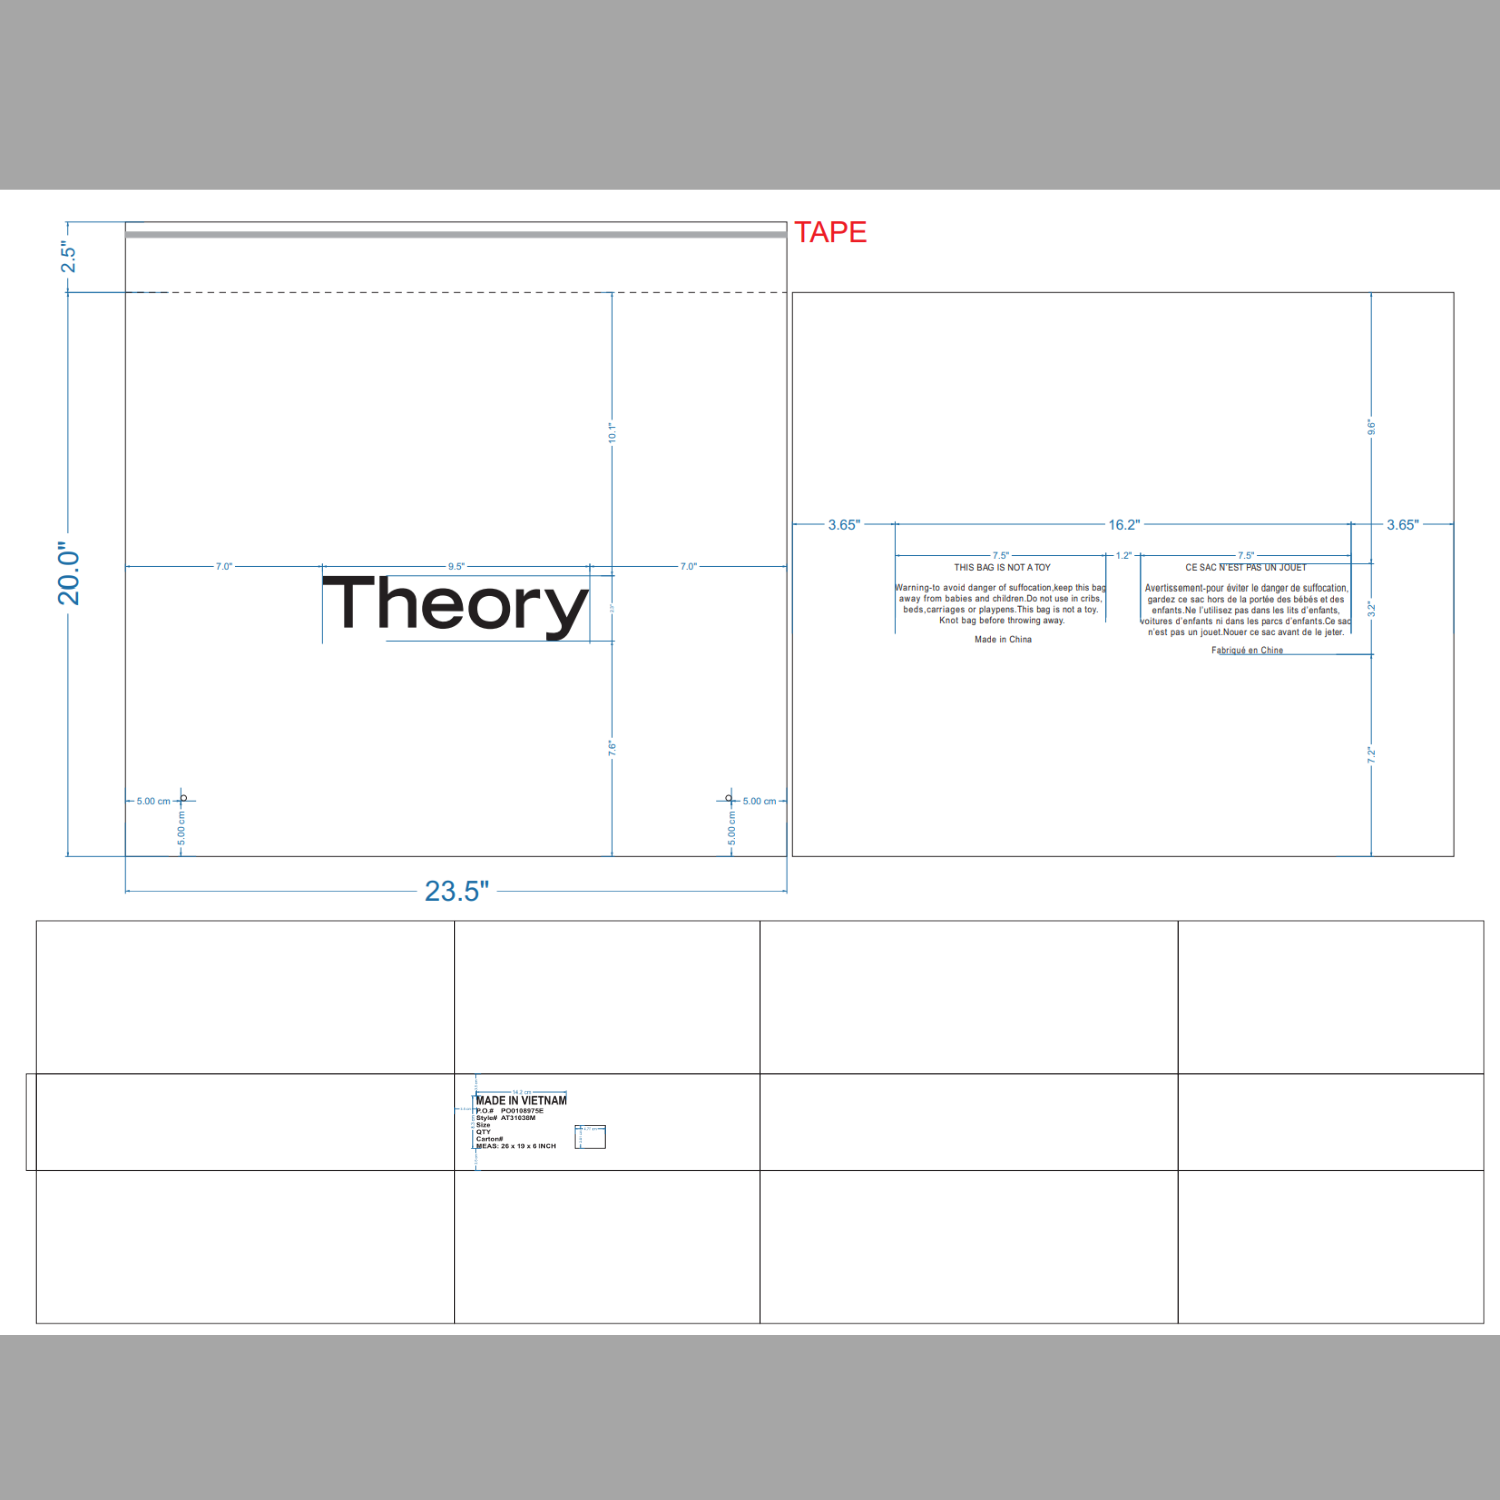 TAPE
2.5"
20.0"
10.1"
7.0"
9.5"
7.0"
Theory
7.6"
5.00 cm
5.00 cm
5.00 cm
5.00 cm
23.5"
9.6"
3.65"
16.2"
3.65"
7.5"
1.2"
7.5"
THIS BAG IS NOT A TOY
Warning-to avoid danger of suffocation,keep this bag
away from babies and children.Do not use in cribs,
beds,carriages or playpens.This bag is not a toy.
Knot bag before throwing away.
Made in China
CE SAC N'EST PAS UN JOUET
Avertissement-pour éviter le danger de suffocation,
gardez ce sac hors de la portée des bébés et des
enfants.Ne l'utilisez pas dans les lits d'enfants,
voitures d'enfants ni dans les parcs d'enfants.Ce sac
n'est pas un jouet.Nouer ce sac avant de le jeter.
Fabriqué en Chine
3.2"
7.2"
14.2 cm
MADE IN VIETNAM
P.O.# PO0108975E
Style# AT31038M
Size
QTY
Carton#
MEAS: 26 x 19 x 6 INCH